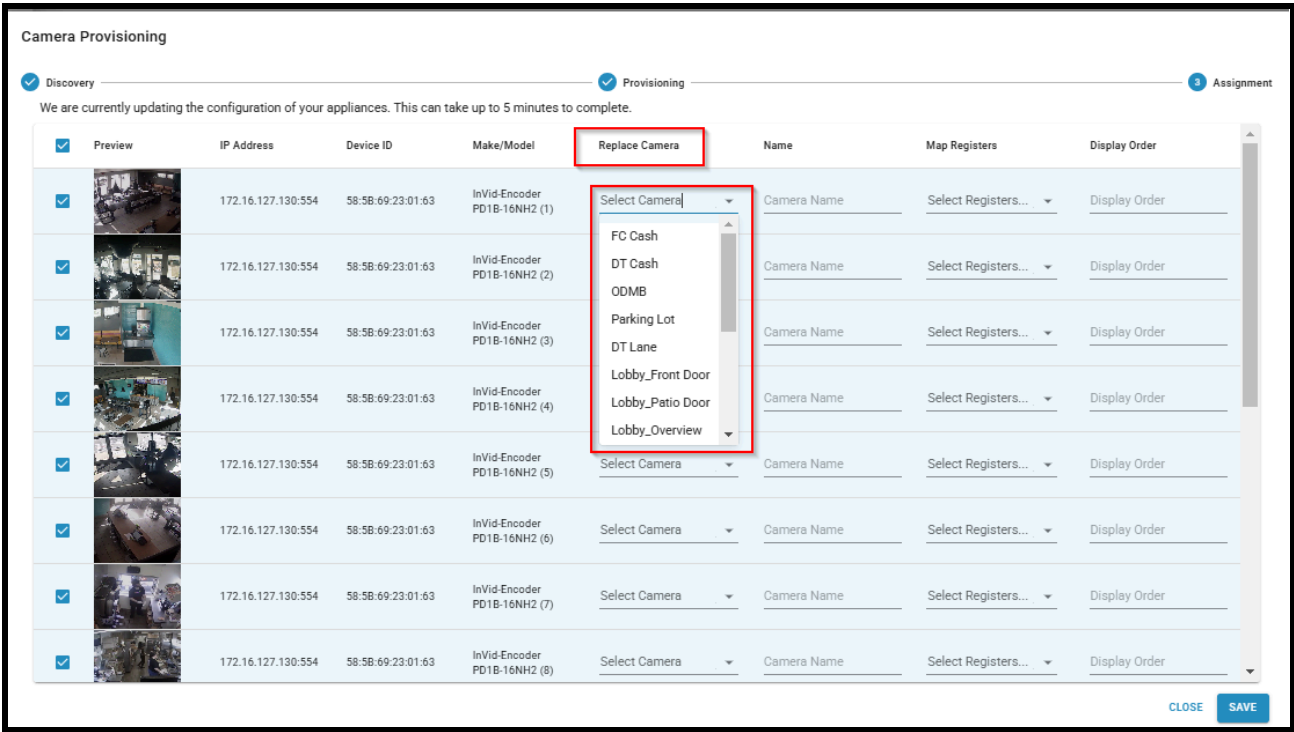 Camera Provisioning
Discovery
Provisioning
3 Assignment
We are currently updating the configuration of your appliances. This can take up to 5 minutes to complete.
Preview IP Address Device ID Make/Model Replace Camera Name Map Registers Display Order
172.16.127.130:554 58:5B:69:23:01:63 InVid-Encoder PD1B-16NH2 (1) Select Camera Camera Name Select Registers... Display Order
FC Cash
DT Cash
ODMB
Parking Lot
DT Lane
Lobby_Front Door
Lobby_Patio Door
Lobby_Overview
172.16.127.130:554 58:5B:69:23:01:63 InVid-Encoder PD1B-16NH2 (2) Camera Name Select Registers... Display Order
172.16.127.130:554 58:5B:69:23:01:63 InVid-Encoder PD1B-16NH2 (3) Camera Name Select Registers... Display Order
172.16.127.130:554 58:5B:69:23:01:63 InVid-Encoder PD1B-16NH2 (4) Camera Name Select Registers... Display Order
172.16.127.130:554 58:5B:69:23:01:63 InVid-Encoder PD1B-16NH2 (5) Select Camera Camera Name Select Registers... Display Order
172.16.127.130:554 58:5B:69:23:01:63 InVid-Encoder PD1B-16NH2 (6) Select Camera Camera Name Select Registers... Display Order
172.16.127.130:554 58:5B:69:23:01:63 InVid-Encoder PD1B-16NH2 (7) Select Camera Camera Name Select Registers... Display Order
172.16.127.130:554 58:5B:69:23:01:63 InVid-Encoder PD1B-16NH2 (8) Select Camera Camera Name Select Registers... Display Order
CLOSE SAVE